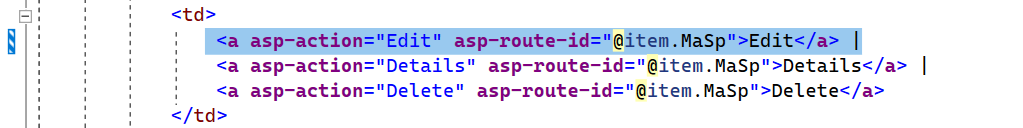 <td>
<a asp-action="Edit" asp-route-id="@item.MaSp">Edit</a> |
<a asp-action="Details" asp-route-id="@item.MaSp">Details</a> |
<a asp-action="Delete" asp-route-id="@item.MaSp">Delete</a>
</td>